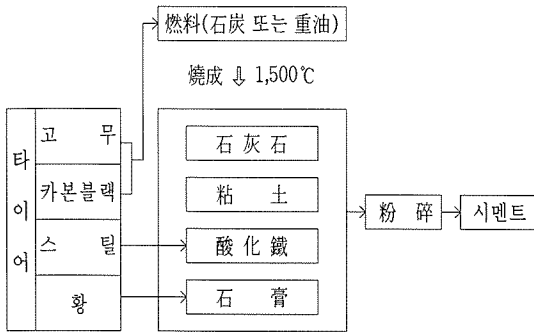 燃料(石炭 또는 重油)
燒成 ⇩ 1,500℃
타이어
고 무
카본블랙
스 틸
황
石 灰 石
粘 土
酸 化 鐵
石 膏
粉 碎
시멘트